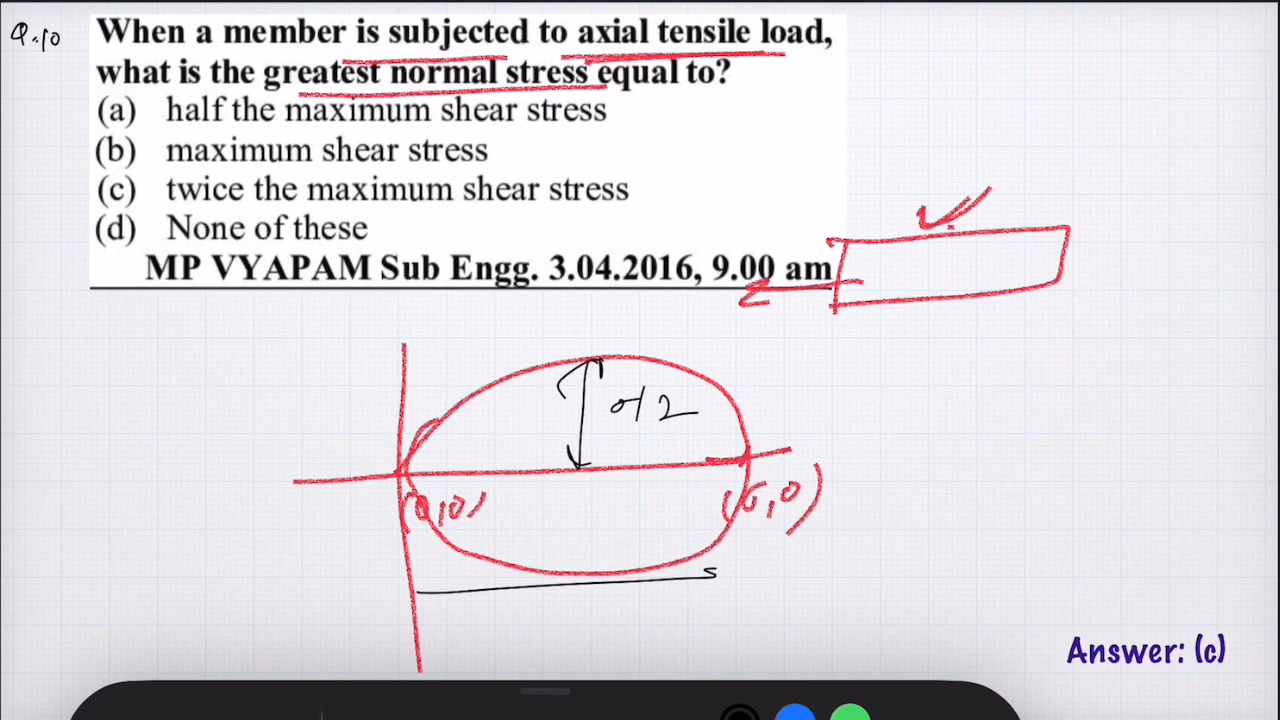 Q.10
When a member is subjected to axial tensile load,
what is the greatest normal stress equal to?
(a) half the maximum shear stress
(b) maximum shear stress
(c) twice the maximum shear stress
(d) None of these
MP VYAPAM Sub Engg. 3.04.2016, 9.00 am
σ/2
(0,0)
(σ,0)
Answer: (c)